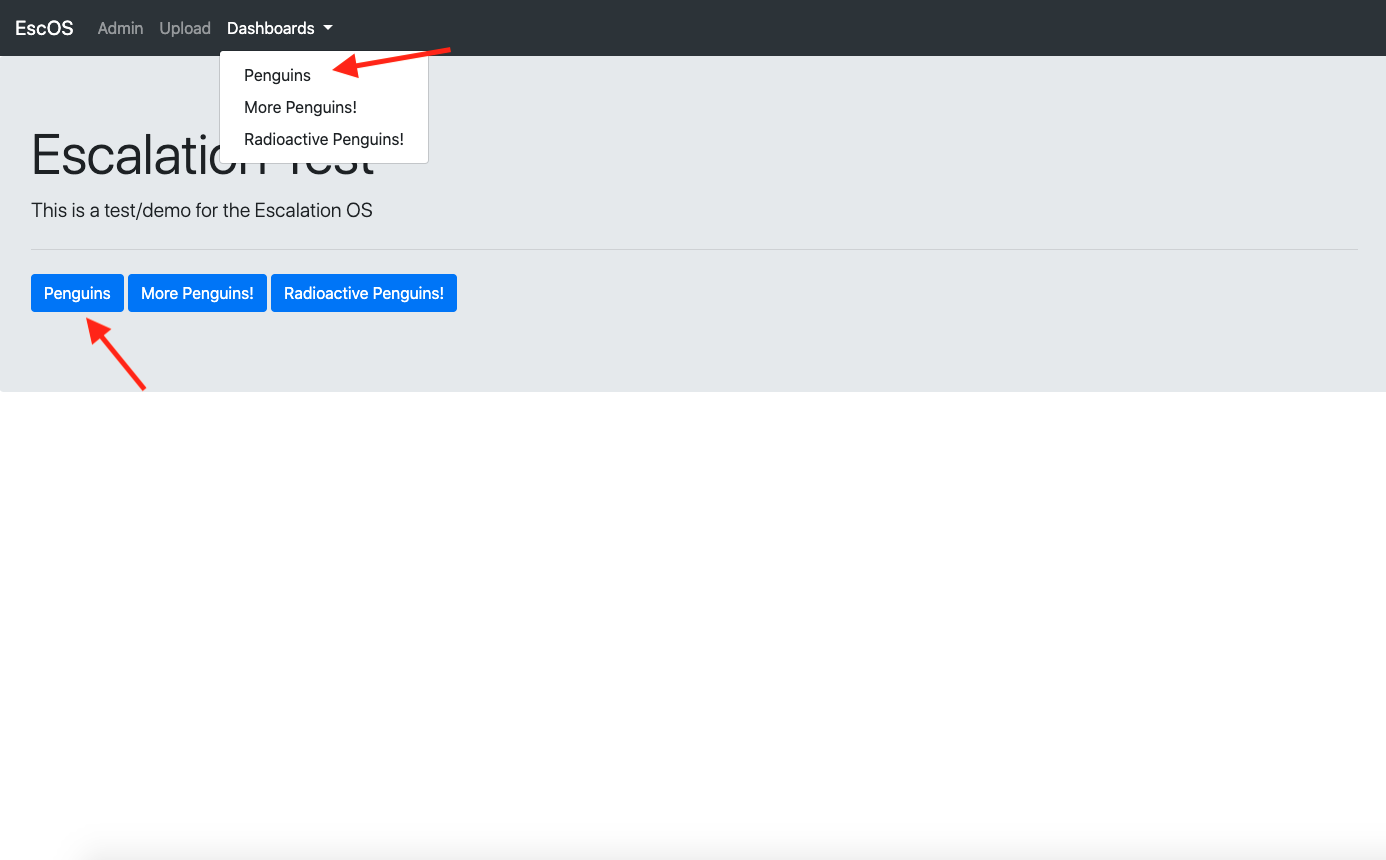 EscOS Admin Upload Dashboards
Penguins
More Penguins!
Radioactive Penguins!
Escalation Test
This is a test/demo for the Escalation OS
Penguins More Penguins! Radioactive Penguins!